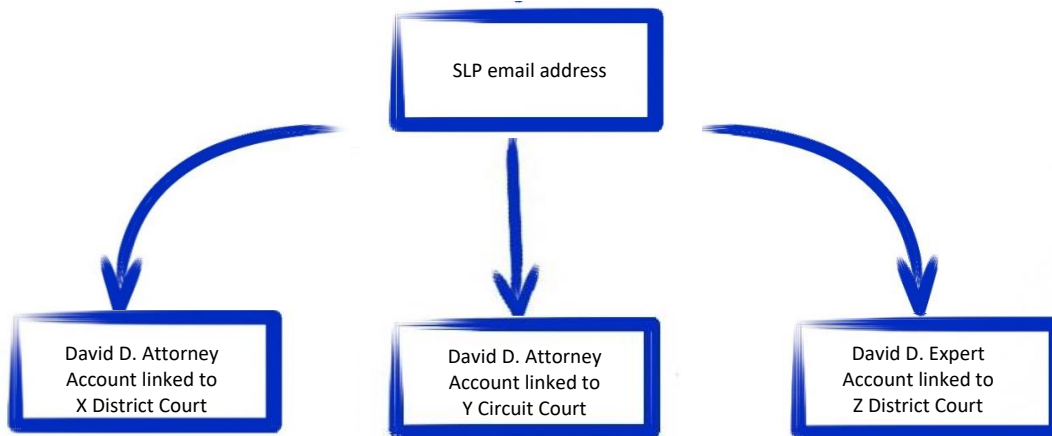 SLP email address
David D. Attorney
Account linked to
X District Court
David D. Attorney
Account linked to
Y Circuit Court
David D. Expert
Account linked to
Z District Court